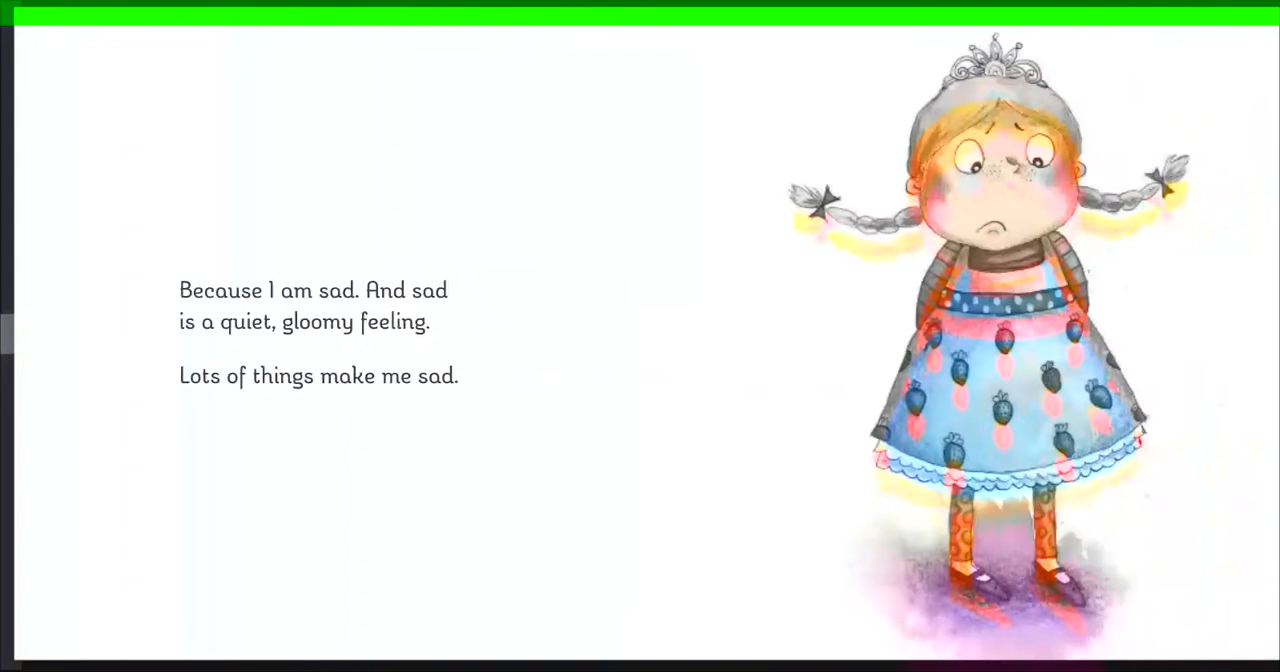 Because I am sad. And sad
is a quiet, gloomy feeling.
Lots of things make me sad.